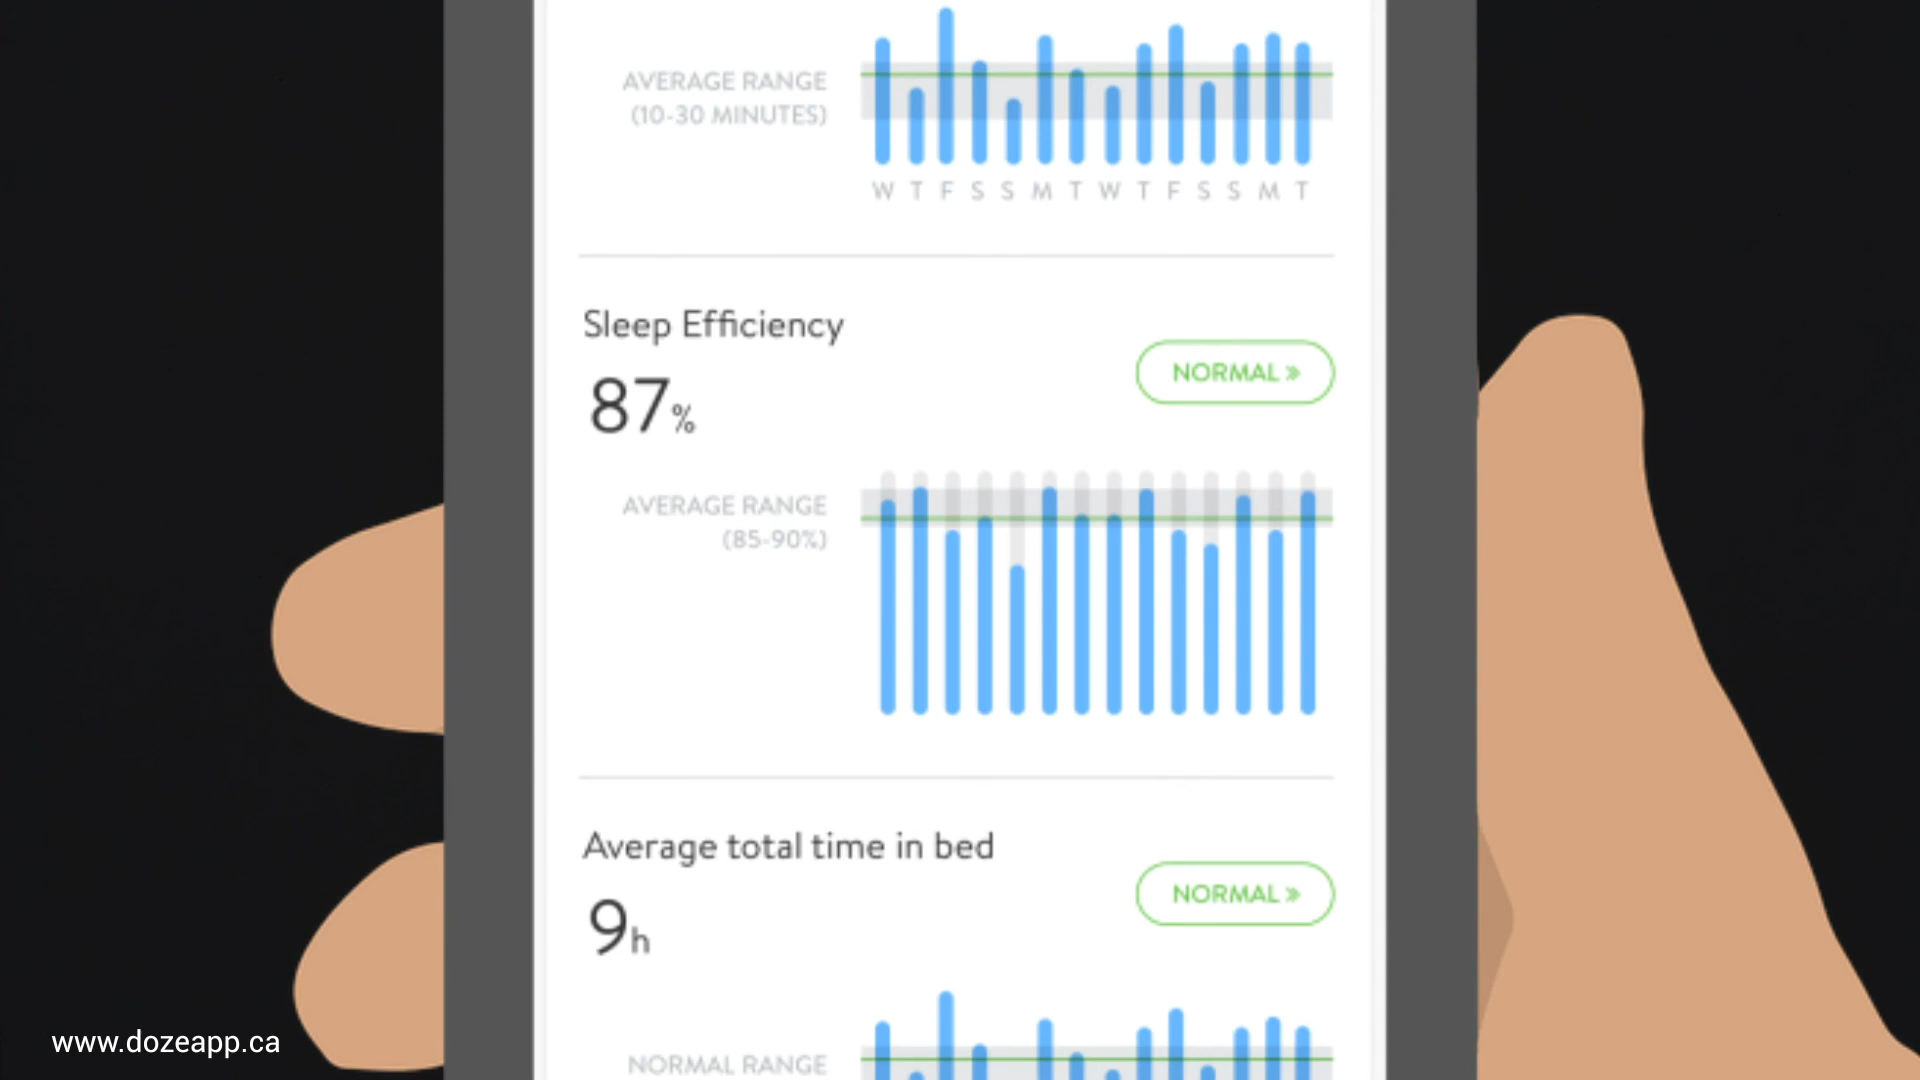 AVERAGE RANGE
(10-30 MINUTES)
W T F S S M T W T F S S M T
Sleep Efficiency
NORMAL »
87%
AVERAGE RANGE
(85-90%)
Average total time in bed
NORMAL »
9h
NORMAL RANGE
www.dozeapp.ca